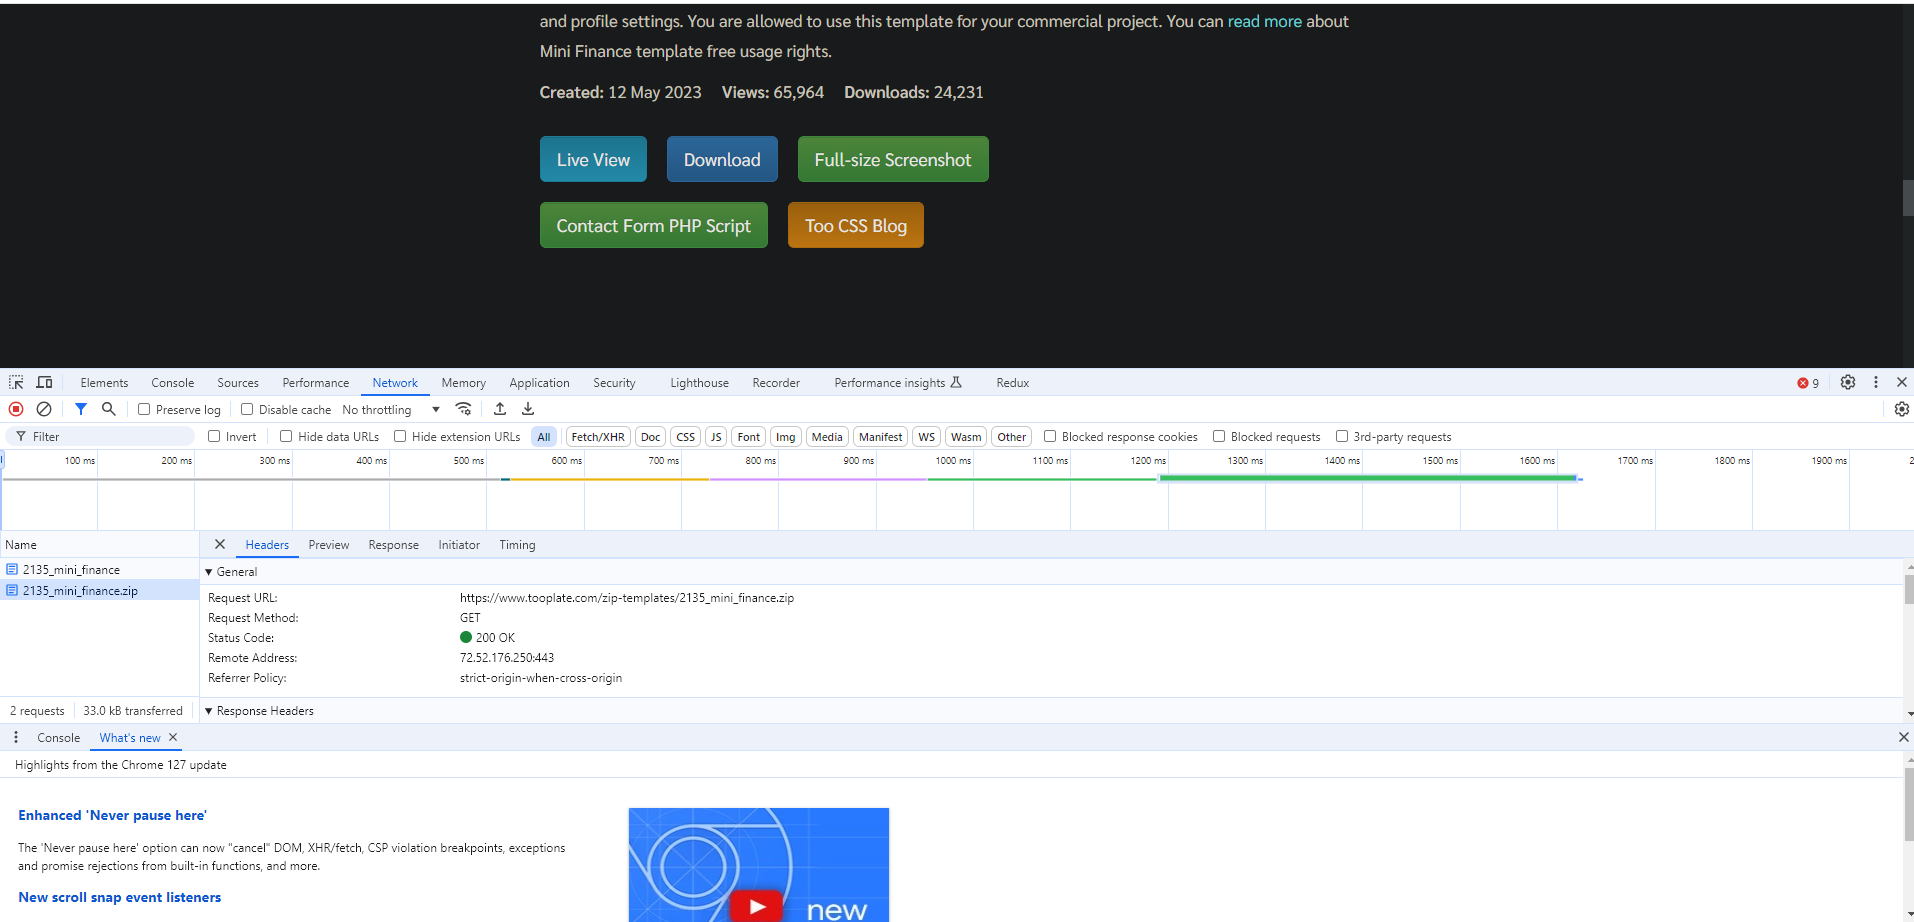 and profile settings. You are allowed to use this template for your commercial project. You can read more about
Mini Finance template free usage rights.
Created: 12 May 2023 Views: 65,964 Downloads: 24,231
Live View Download Full-size Screenshot
Contact Form PHP Script Too CSS Blog
Elements Console Sources Performance Network Memory Application Security Lighthouse Recorder Performance insights Redux 9
Preserve log Disable cache No throttling
Filter Invert Hide data URLs Hide extension URLs All Fetch/XHR Doc CSS JS Font Img Media Manifest WS Wasm Other Blocked response cookies Blocked requests 3rd-party requests
100 ms 200 ms 300 ms 400 ms 500 ms 600 ms 700 ms 800 ms 900 ms 1000 ms 1100 ms 1200 ms 1300 ms 1400 ms 1500 ms 1600 ms 1700 ms 1800 ms 1900 ms 2
Name Headers Preview Response Initiator Timing
2135_mini_finance
2135_mini_finance.zip
General
Request URL: https://www.tooplate.com/zip-templates/2135_mini_finance.zip
Request Method: GET
Status Code: 200 OK
Remote Address: 72.52.176.250:443
Referrer Policy: strict-origin-when-cross-origin
2 requests 33.0 kB transferred Response Headers
Console What's new
Highlights from the Chrome 127 update
Enhanced 'Never pause here'
The 'Never pause here' option can now "cancel" DOM, XHR/fetch, CSP violation breakpoints, exceptions
and promise rejections from built-in functions, and more.
New scroll snap event listeners
new